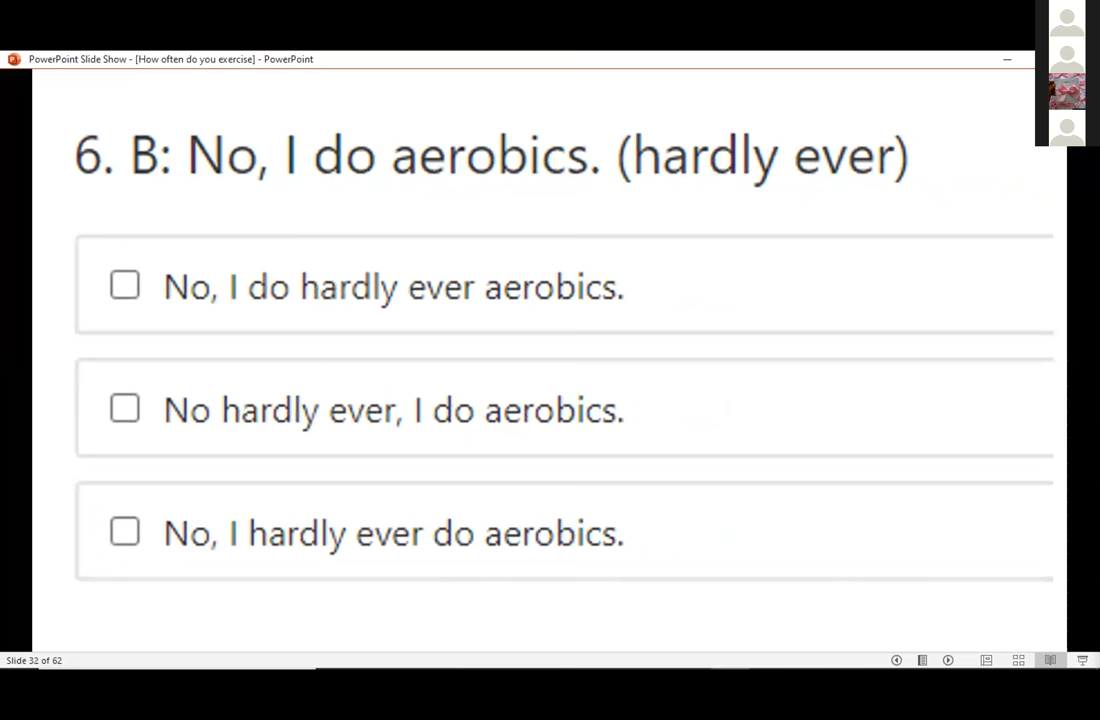 PowerPoint Slide Show - [How often do you exercise] - PowerPoint
6. B: No, I do aerobics. (hardly ever)
No, I do hardly ever aerobics.
No hardly ever, I do aerobics.
No, I hardly ever do aerobics.
Slide 32 of 62